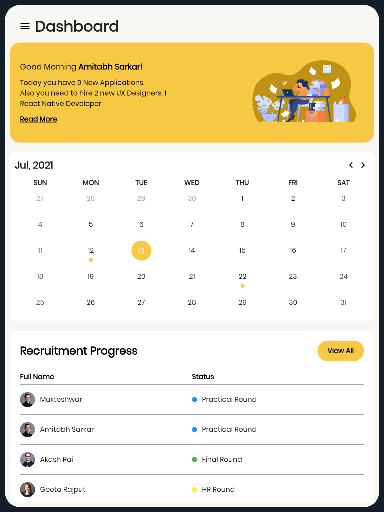 Dashboard
Good Morning Amitabh Sarkar!
Today you have 9 New Applications.
Also you need to hire 2 new UX Designers, 1
React Native Developer
Read More
Jul, 2021
SUN MON TUE WED THU FRI SAT
27 28 29 30 1 2 3
4 5 6 7 8 9 10
11 12 13 14 15 16 17
18 19 20 21 22 23 24
25 26 27 28 29 30 31
Recruitment Progress
View All
Full Name Status
Mukteshwar Practical Round
Amitabh Sarkar Practical Round
Akash Rai Final Round
Geeta Rajput HR Round